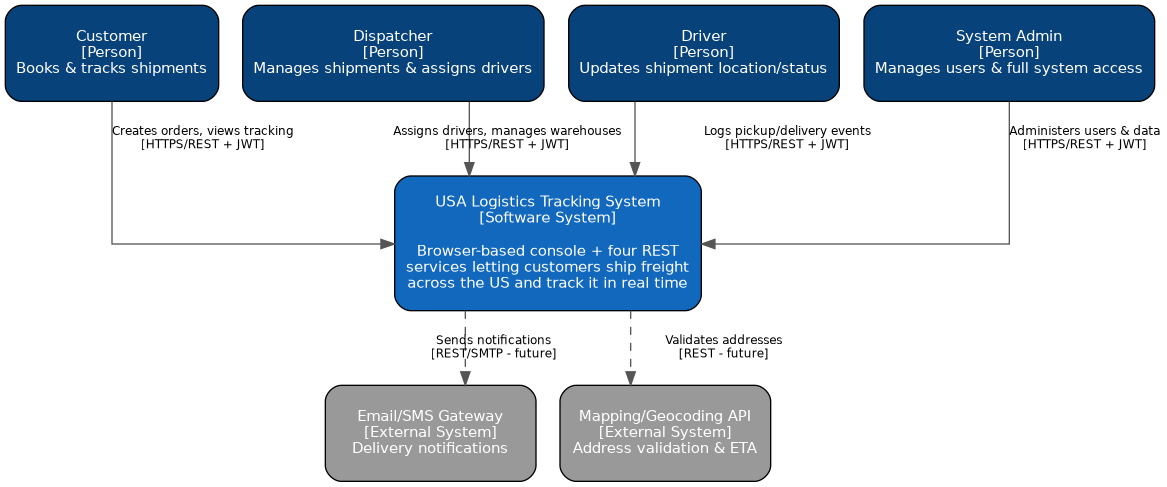 Customer
[Person]
Books & tracks shipments
Dispatcher
[Person]
Manages shipments & assigns drivers
Driver
[Person]
Updates shipment location/status
System Admin
[Person]
Manages users & full system access
Creates orders, views tracking
[HTTPS/REST + JWT]
Assigns drivers, manages warehouses
[HTTPS/REST + JWT]
Logs pickup/delivery events
[HTTPS/REST + JWT]
Administers users & data
[HTTPS/REST + JWT]
USA Logistics Tracking System
[Software System]
Browser-based console + four REST
services letting customers ship freight
across the US and track it in real time
Sends notifications
[REST/SMTP - future]
Validates addresses
[REST - future]
Email/SMS Gateway
[External System]
Delivery notifications
Mapping/Geocoding API
[External System]
Address validation & ETA